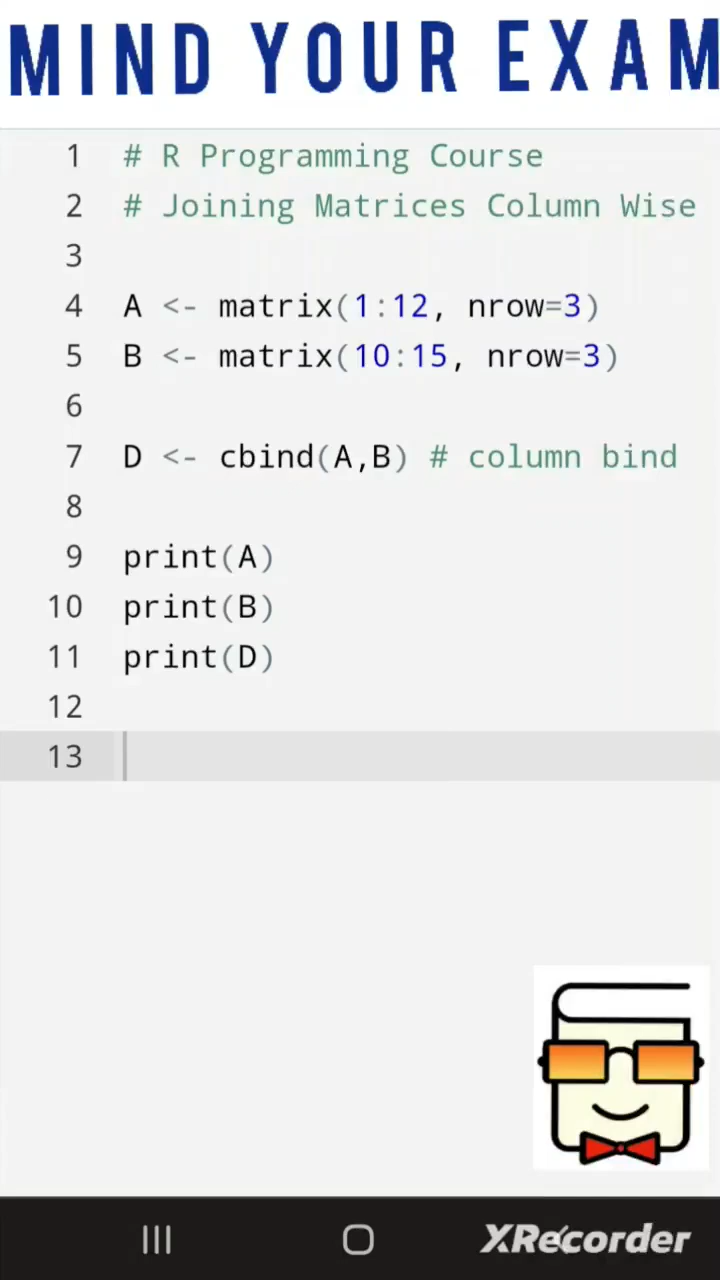 MIND YOUR EXAM
1 # R Programming Course
2 # Joining Matrices Column Wise
3
4 A <- matrix(1:12, nrow=3)
5 B <- matrix(10:15, nrow=3)
6
7 D <- cbind(A,B) # column bind
8
9 print(A)
10 print(B)
11 print(D)
12
13
XRecorder